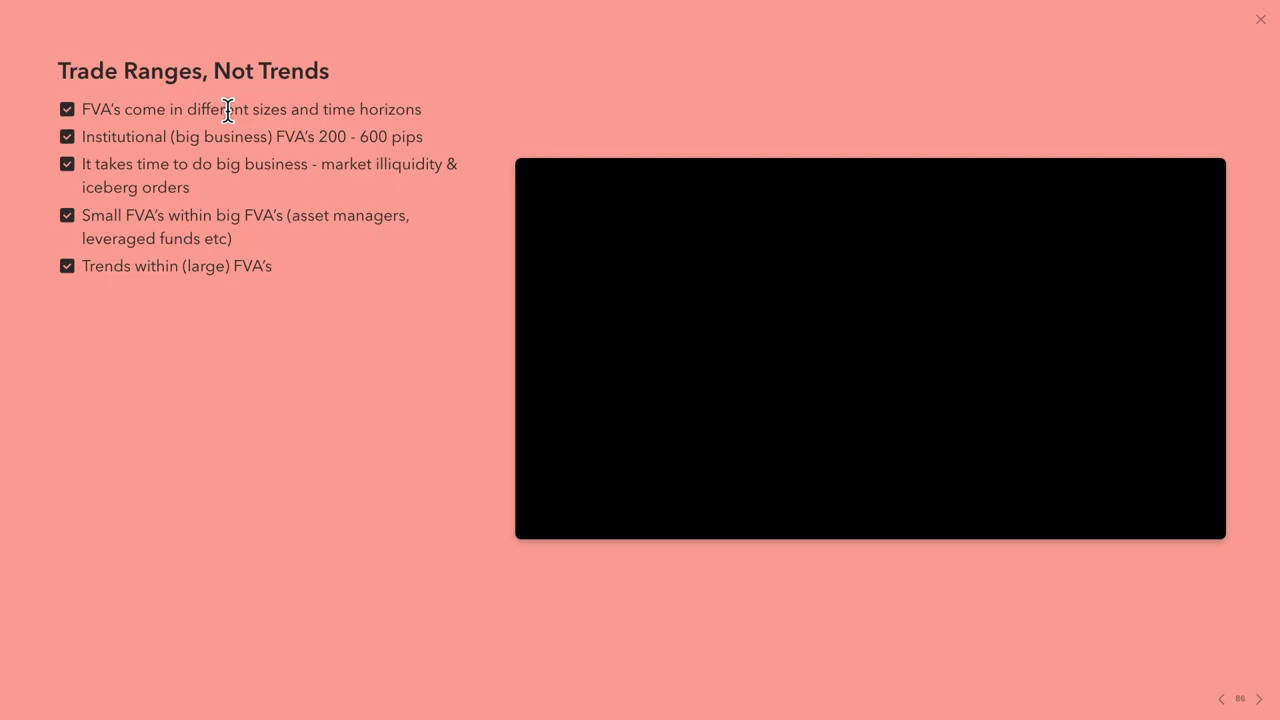 Trade Ranges, Not Trends
FVA’s come in different sizes and time horizons
Institutional (big business) FVA’s 200 - 600 pips
It takes time to do big business - market illiquidity &
iceberg orders
Small FVA’s within big FVA’s (asset managers,
leveraged funds etc)
Trends within (large) FVA’s
86